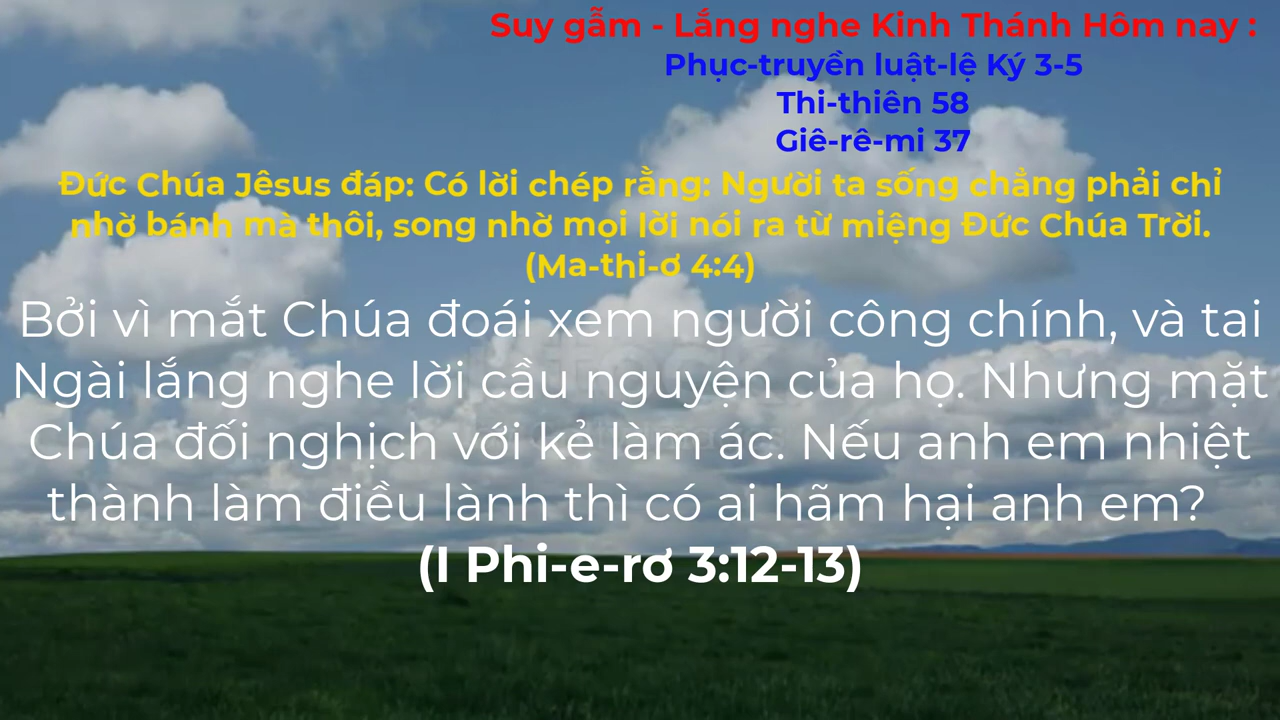 Suy gẫm - Lắng nghe Kinh Thánh Hôm nay :
Phục-truyền luật-lệ Ký 3-5
Thi-thiên 58
Giê-rê-mi 37
Đức Chúa Jêsus đáp: Có lời chép rằng: Người ta sống chẳng phải chỉ
nhờ bánh mà thôi, song nhờ mọi lời nói ra từ miệng Đức Chúa Trời.
(Ma-thi-ơ 4:4)
Bởi vì mắt Chúa đoái xem người công chính, và tai
Ngài lắng nghe lời cầu nguyện của họ. Nhưng mặt
Chúa đối nghịch với kẻ làm ác. Nếu anh em nhiệt
thành làm điều lành thì có ai hãm hại anh em?
(I Phi-e-rơ 3:12-13)